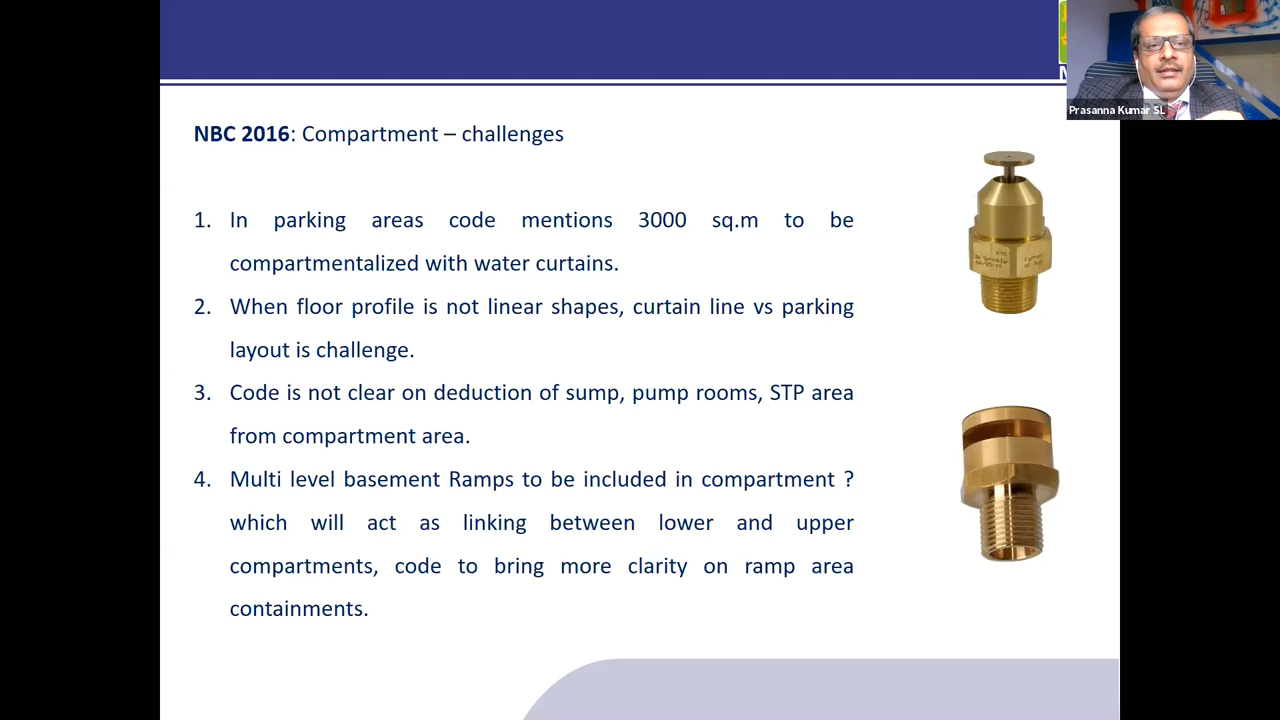 Prasanna Kumar SL
NBC 2016: Compartment – challenges
1. In parking areas code mentions 3000 sq.m to be
compartmentalized with water curtains.
2. When floor profile is not linear shapes, curtain line vs parking
layout is challenge.
3. Code is not clear on deduction of sump, pump rooms, STP area
from compartment area.
4. Multi level basement Ramps to be included in compartment ?
which will act as linking between lower and upper
compartments, code to bring more clarity on ramp area
containments.